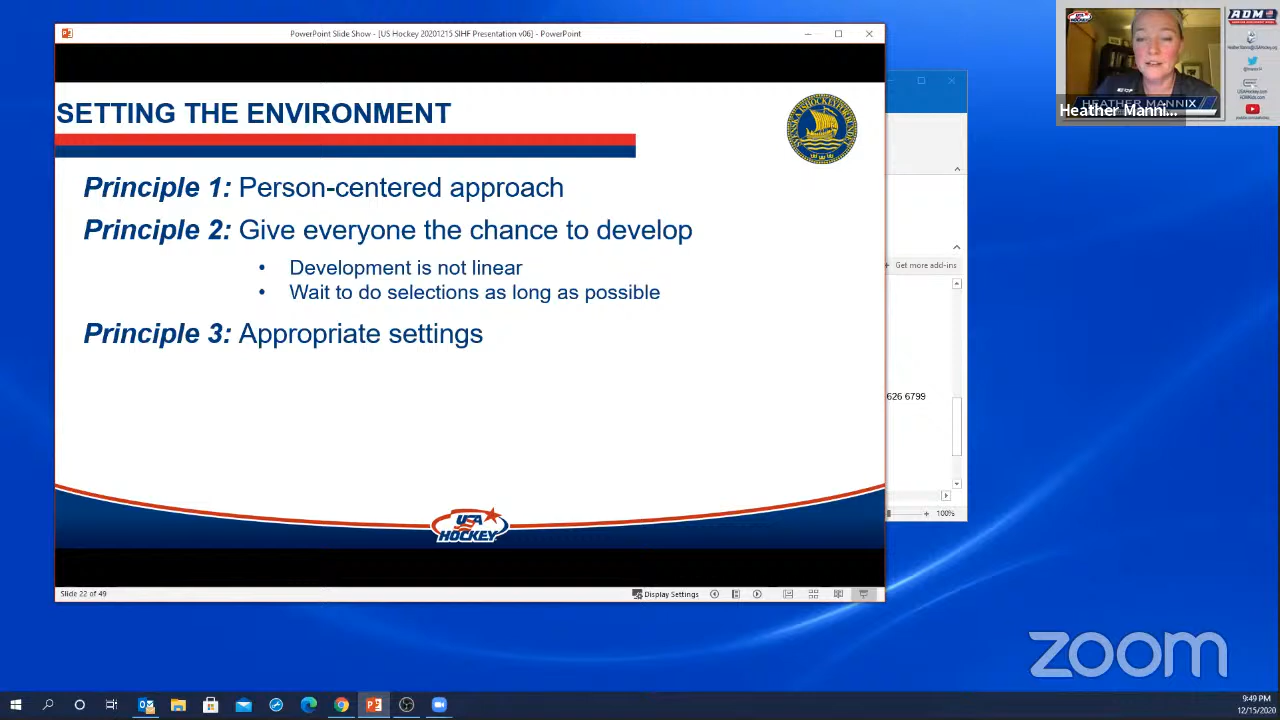 PowerPoint Slide Show - [US Hockey 20201215 SIHF Presentation v06] - PowerPoint
SETTING THE ENVIRONMENT
Principle 1: Person-centered approach
Principle 2: Give everyone the chance to develop
• Development is not linear
• Wait to do selections as long as possible
Principle 3: Appropriate settings
USA
HOCKEY
Slide 22 of 49
Display Settings
Get more add-ins
626 6799
100%
ADM
HEATHER MANNIX
Heather Manni...
zoom
9:49 PM
12/15/2020